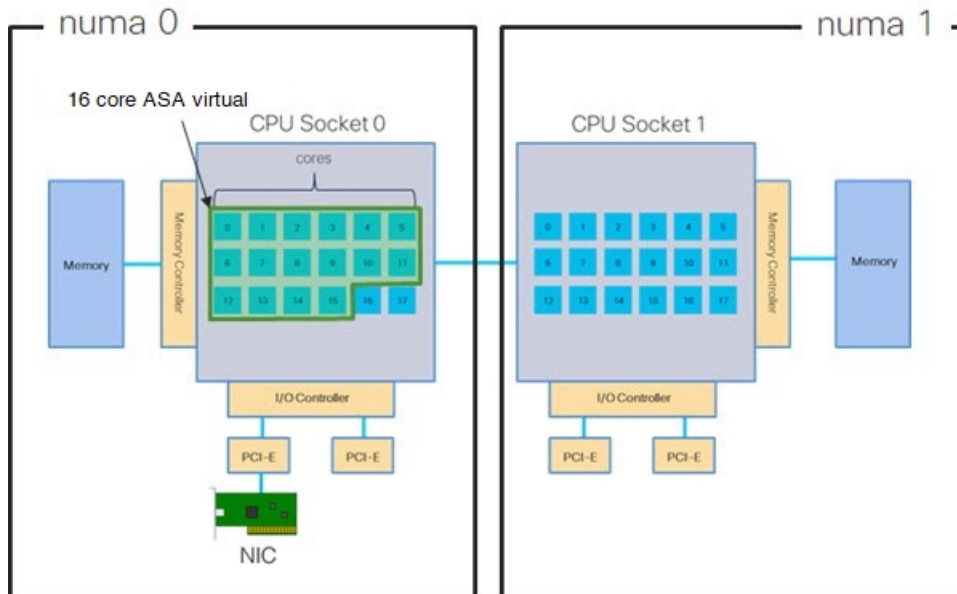 numa 0
numa 1
16 core ASA virtual
CPU Socket 0
CPU Socket 1
cores
0 1 2 3 4 5
0 1 2 3 4 5
Memory
Memory Controller
6 7 8 9 10 11
6 7 8 9 10 11
Memory Controller
Memory
12 13 14 15 16 17
12 13 14 15 16 17
I/O Controller
I/O Controller
PCI-E
PCI-E
PCI-E
PCI-E
NIC